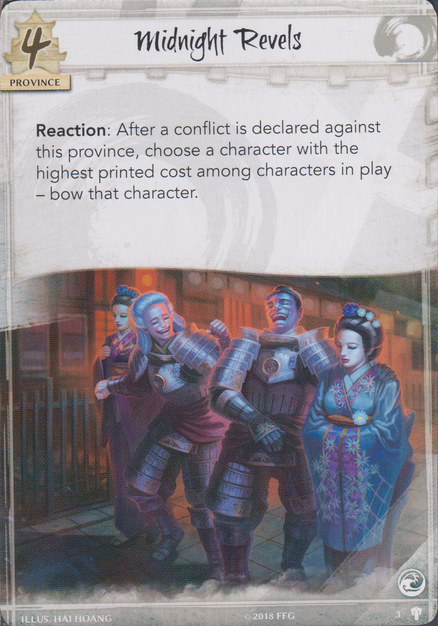 4
Midnight Revels
PROVINCE
Reaction: After a conflict is declared against
this province, choose a character with the
highest printed cost among characters in play
– bow that character.
ILLUS. HAI HOANG
©2018 FFG
3